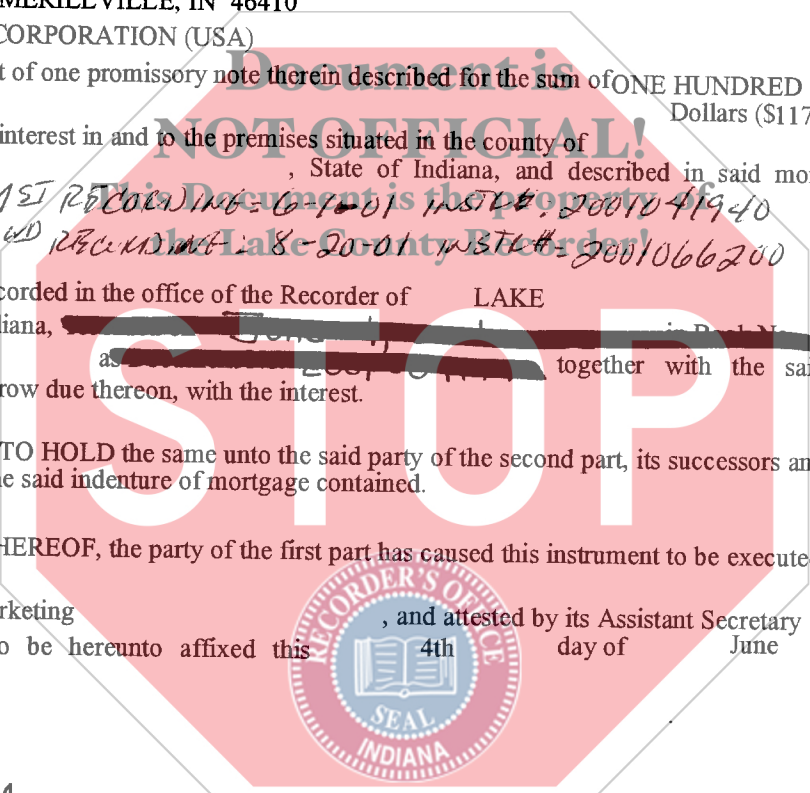 MERILLVILLE, IN 46410
CORPORATION (USA)
Document is
t of one promissory note therein described for the sum of ONE HUNDRED
Dollars ($117
NOT OFFICIAL!
interest in and to the premises situated in the county of
, State of Indiana, and described in said mo
This Document is the property of
1ST RECORDING = 6-1-01 INSTR#: 2001041940
the Lake County Recorder!
RECORDING: 8-20-01 INSTR#= 2001066200
corded in the office of the Recorder of LAKE
diana,
as together with the sai
row due thereon, with the interest.
STOP
TO HOLD the same unto the said party of the second part, its successors an
e said indenture of mortgage contained.
HEREOF, the party of the first part has caused this instrument to be execute
rketing , and attested by its Assistant Secretary
o be hereunto affixed this 4th day of June
RECORDER'S OFFICE
SEAL
INDIANA